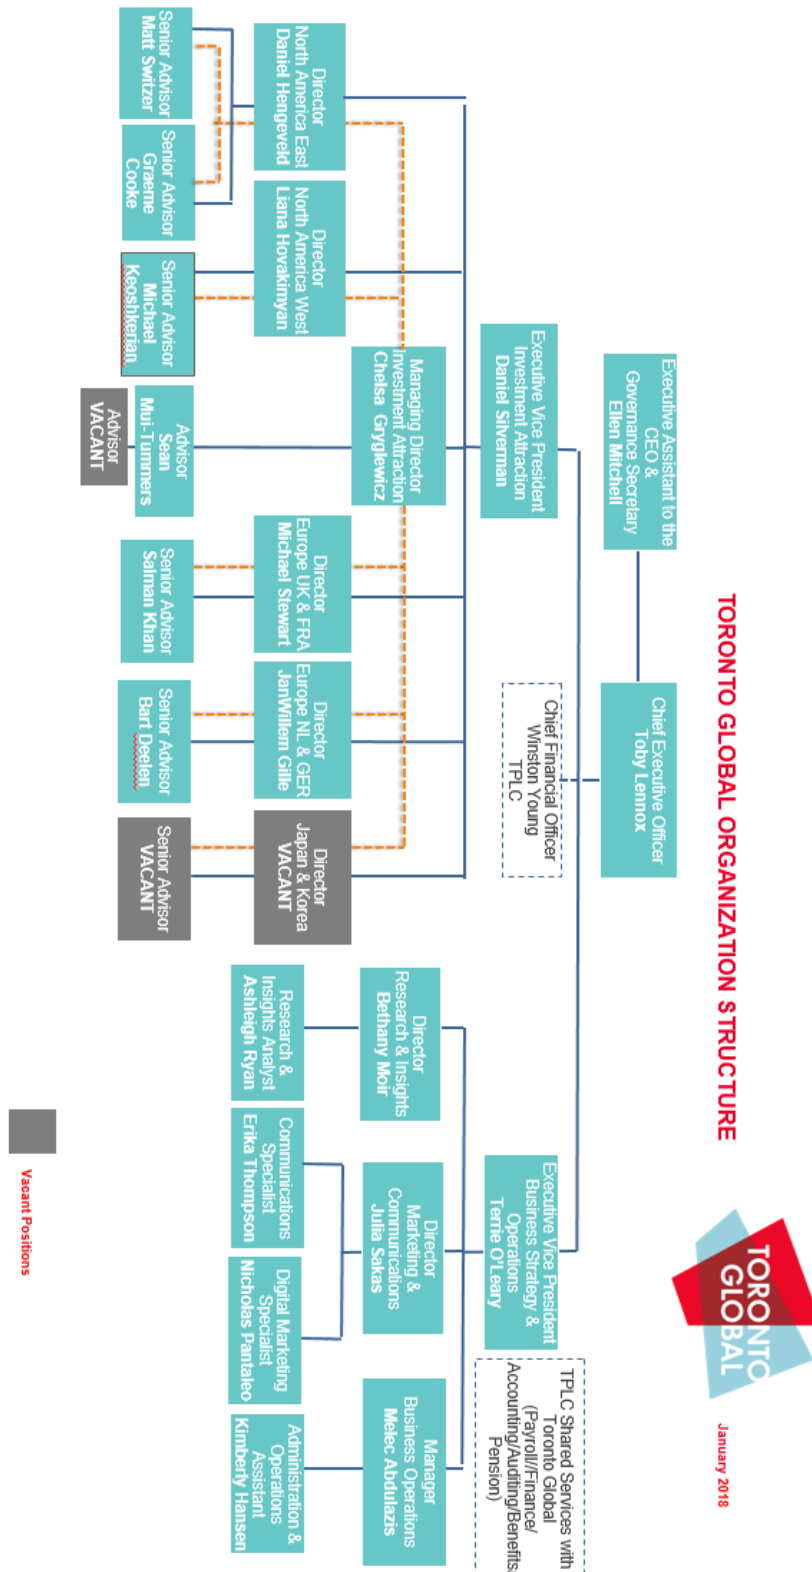 TORONTO GLOBAL ORGANIZATION STRUCTURE
TORONTO
GLOBAL
January 2018
Executive Assistant to the
CEO &
Governance Secretary
Ellen Mitchell
Chief Executive Officer
Toby Lennox
Chief Financial Officer
Winston Young
TPLC
Executive Vice President
Investment Attraction
Daniel Silverman
Executive Vice President
Business Strategy &
Operations
Terrie O'Leary
TPLC Shared Services with
Toronto Global
(Payroll//Finance/
Accounting/Auditing/Benefits/
Pension)
Managing Director
Investment Attraction
Chelsa Gryglewicz
Director
Research & Insights
Bethany Moir
Director
Marketing &
Communications
Julia Sakas
Manager
Business Operations
Melec Abdulazis
Director
North America East
Daniel Hengeveld
Director
North America West
Liana Hovakimyan
Director
Europe UK & FRA
Michael Stewart
Director
Europe NL & GER
JanWillem Gille
Director
Japan & Korea
VACANT
Research &
Insights Analyst
Ashleigh Ryan
Communications
Specialist
Erika Thompson
Digital Marketing
Specialist
Nicholas Pantaleo
Administration &
Operations
Assistant
Kimberly Hansen
Senior Advisor
Matt Switzer
Senior Advisor
Graeme
Cooke
Senior Advisor
Michael
Keoshkerian
Advisor
Sean
Mui-Tummers
Advisor
VACANT
Senior Advisor
Salman Khan
Senior Advisor
Bart Deelen
Senior Advisor
VACANT
Vacant Positions